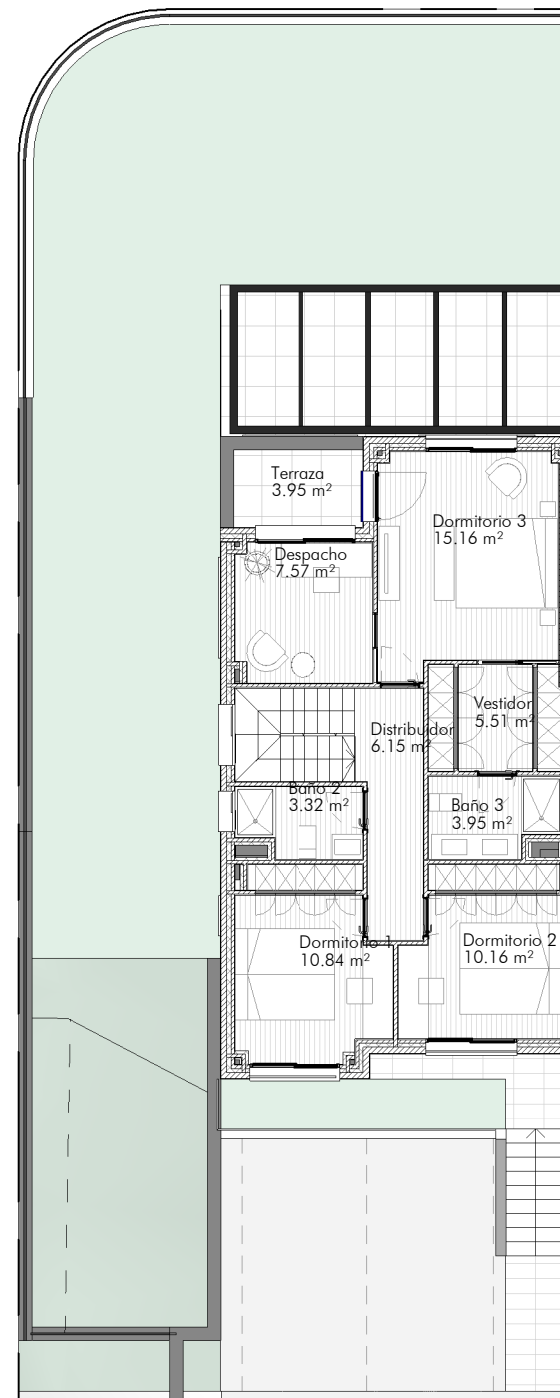 Terraza
3.95 m²
Dormitorio 3
15.16 m²
Despacho
7.57 m²
Vestidor
5.51 m²
Distribuidor
6.15 m²
Baño 2
3.32 m²
Baño 3
3.95 m²
Dormitorio 1
10.84 m²
Dormitorio 2
10.16 m²